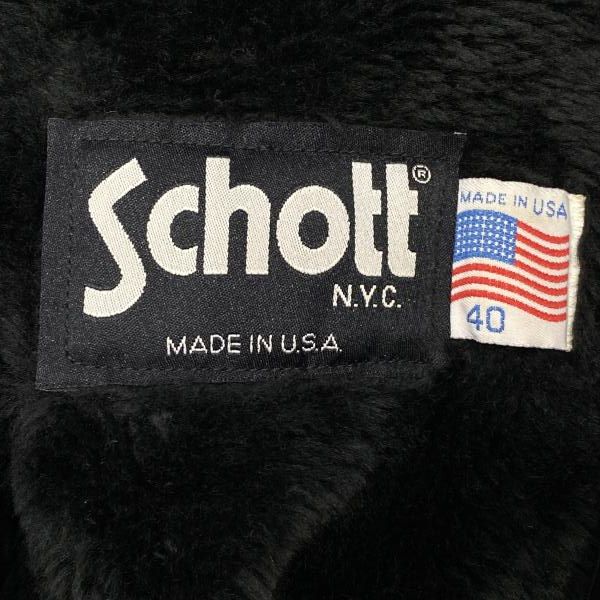 Schott®
N.Y.C.
MADE IN U.S.A.
MADE IN USA
40